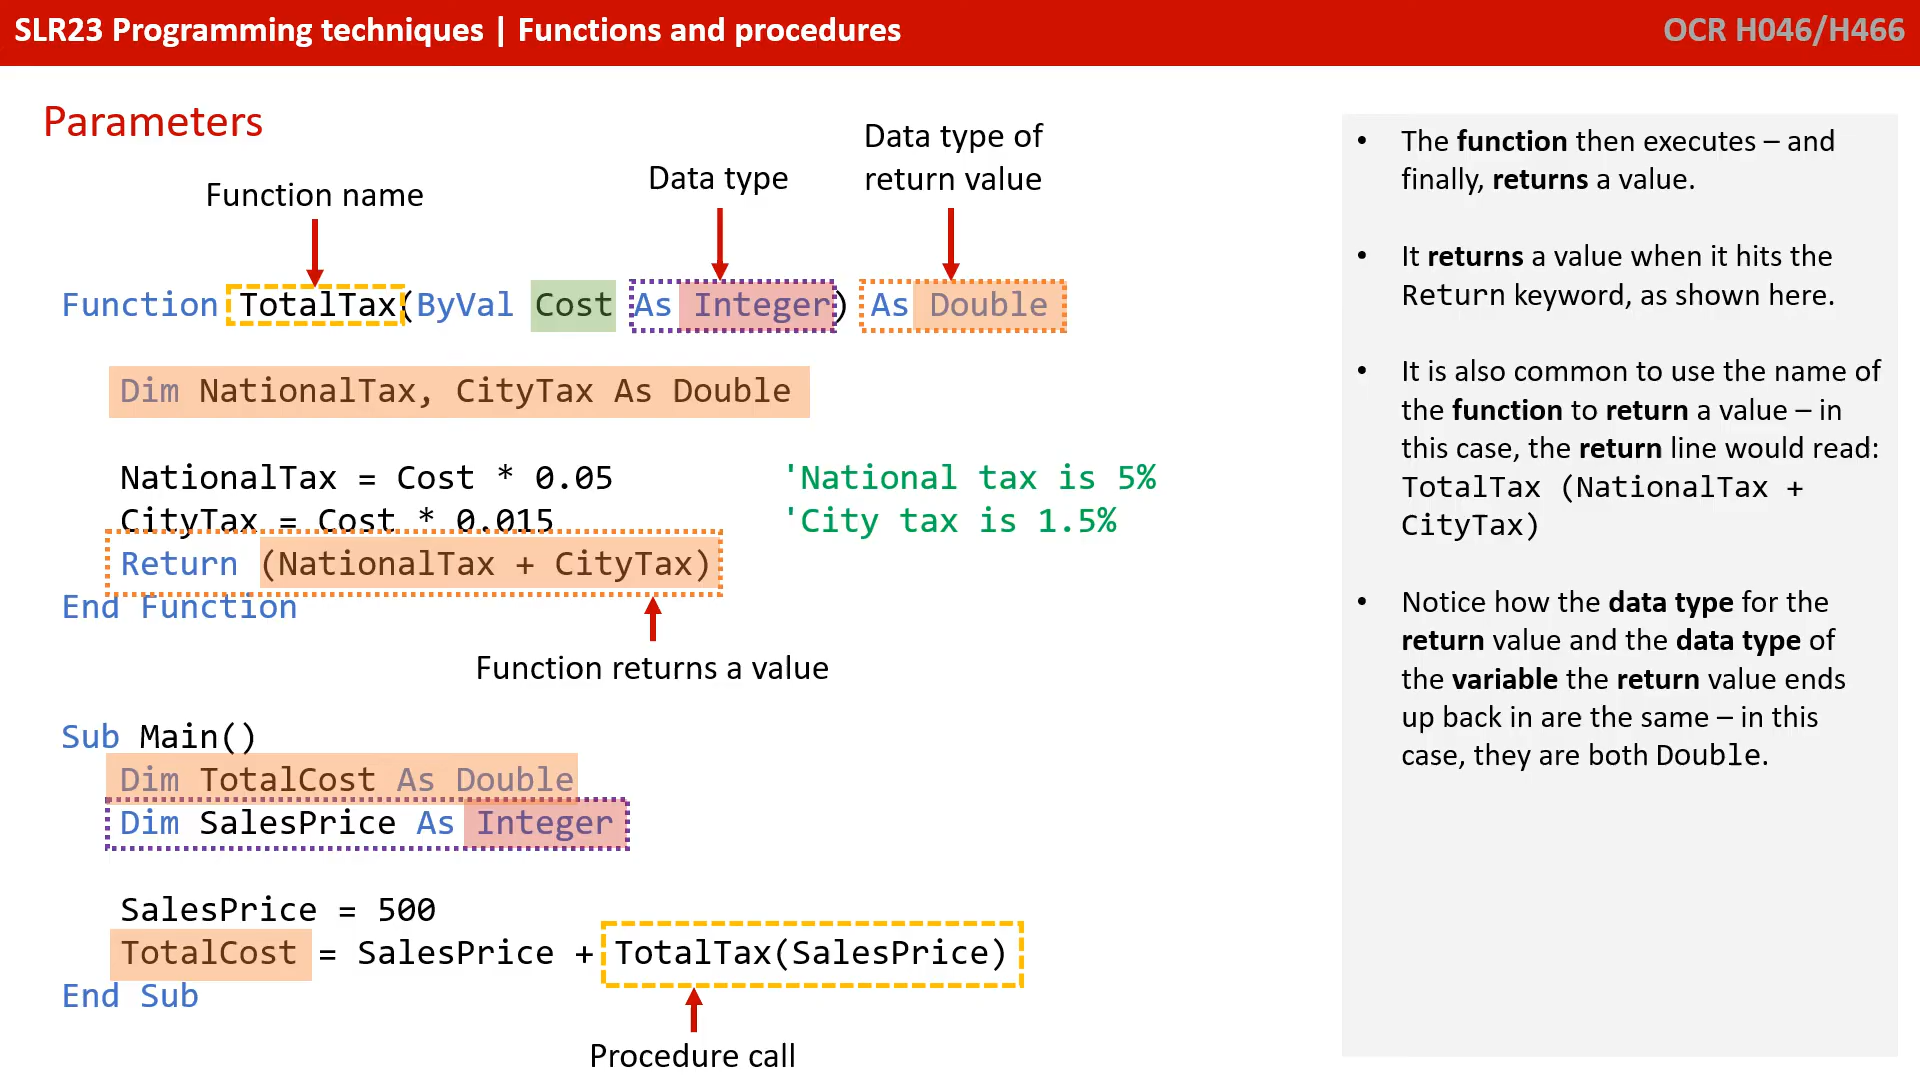 SLR23 Programming techniques | Functions and procedures
OCR H046/H466
Parameters
Function name
Data type
Data type of
return value
Function TotalTax(ByVal Cost As Integer) As Double
Dim NationalTax, CityTax As Double
NationalTax = Cost * 0.05 'National tax is 5%
CityTax = Cost * 0.015 'City tax is 1.5%
Return (NationalTax + CityTax)
End Function
Function returns a value
Sub Main()
Dim TotalCost As Double
Dim SalesPrice As Integer
SalesPrice = 500
TotalCost = SalesPrice + TotalTax(SalesPrice)
End Sub
Procedure call
• The function then executes – and
finally, returns a value.
• It returns a value when it hits the
Return keyword, as shown here.
• It is also common to use the name of
the function to return a value – in
this case, the return line would read:
TotalTax (NationalTax +
CityTax)
• Notice how the data type for the
return value and the data type of
the variable the return value ends
up back in are the same – in this
case, they are both Double.